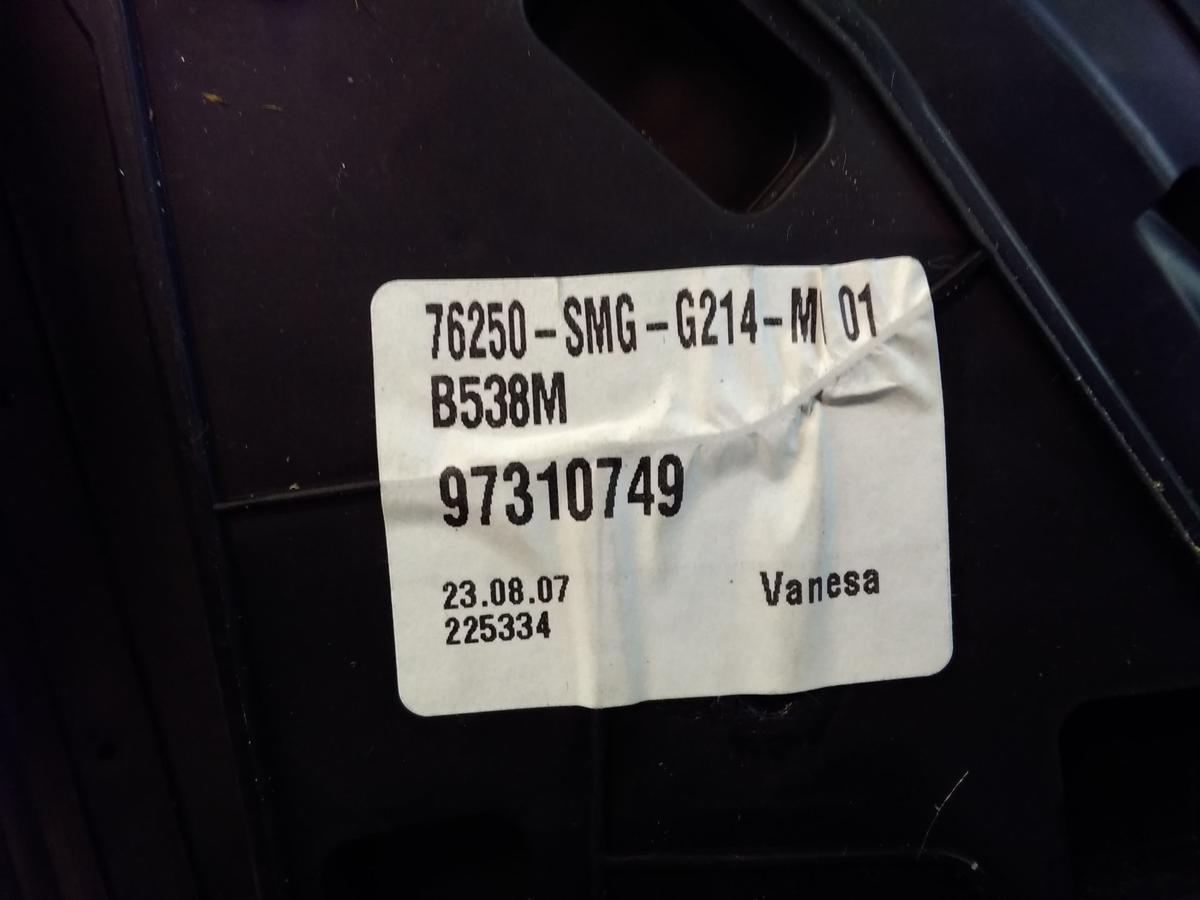 76250-SMG-G214-M 01
B538M
97310749
23.08.07
225334
Vanesa